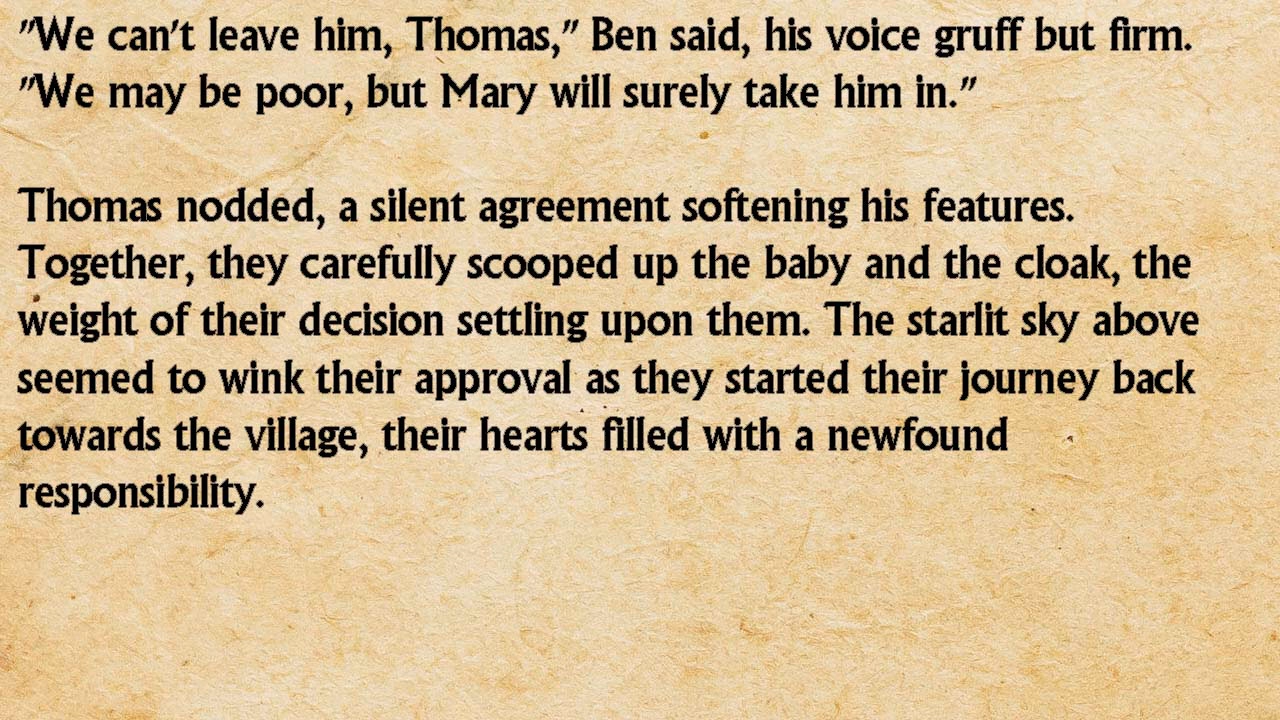 "We can't leave him, Thomas," Ben said, his voice gruff but firm.
"We may be poor, but Mary will surely take him in."
Thomas nodded, a silent agreement softening his features.
Together, they carefully scooped up the baby and the cloak, the
weight of their decision settling upon them. The starlit sky above
seemed to wink their approval as they started their journey back
towards the village, their hearts filled with a newfound
responsibility.